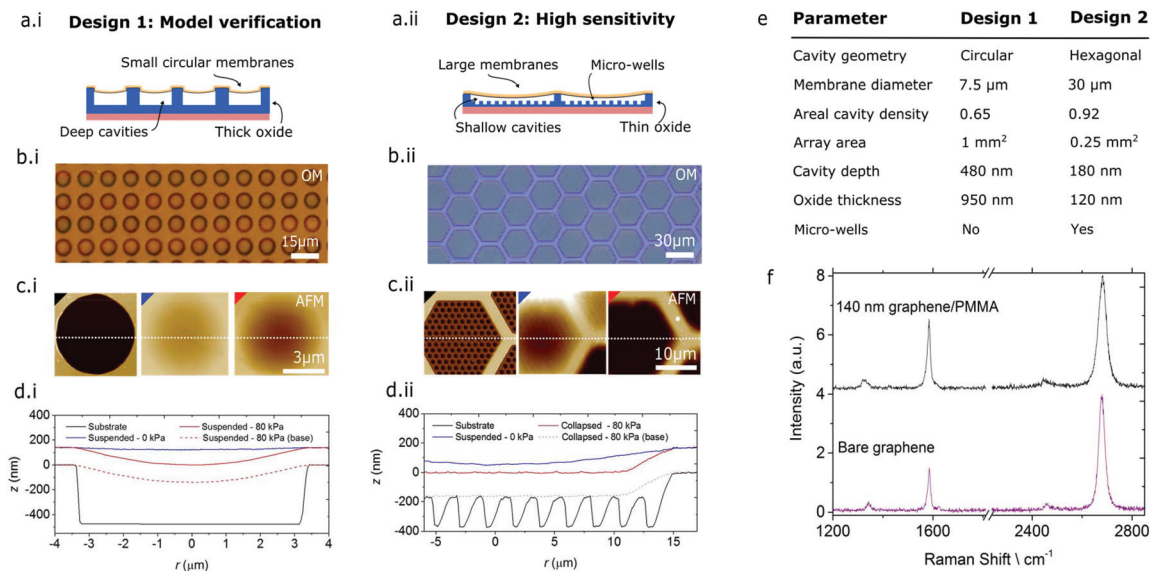 a.i Design 1: Model verification
Small circular membranes
Deep cavities
Thick oxide
b.i
OM
15μm
c.i
AFM
3μm
d.i
Substrate
Suspended - 0 kPa
Suspended - 80 kPa
Suspended - 80 kPa (base)
z (nm)
400
200
0
-200
-400
-4 -3 -2 -1 0 1 2 3 4
r (μm)
a.ii Design 2: High sensitivity
Large membranes
Micro-wells
Shallow cavities
Thin oxide
b.ii
OM
30μm
c.ii
AFM
10μm
d.ii
Substrate
Suspended - 0 kPa
Collapsed - 80 kPa
Collapsed - 80 kPa (base)
z (nm)
400
200
0
-200
-400
-5 0 5 10 15
r (μm)
e
Parameter Design 1 Design 2
Cavity geometry Circular Hexagonal
Membrane diameter 7.5 μm 30 μm
Areal cavity density 0.65 0.92
Array area 1 mm² 0.25 mm²
Cavity depth 480 nm 180 nm
Oxide thickness 950 nm 120 nm
Micro-wells No Yes
f
8
6
4
2
0
Intensity (a.u.)
140 nm graphene/PMMA
Bare graphene
1200 1600 2400 2800
Raman Shift \ cm⁻¹